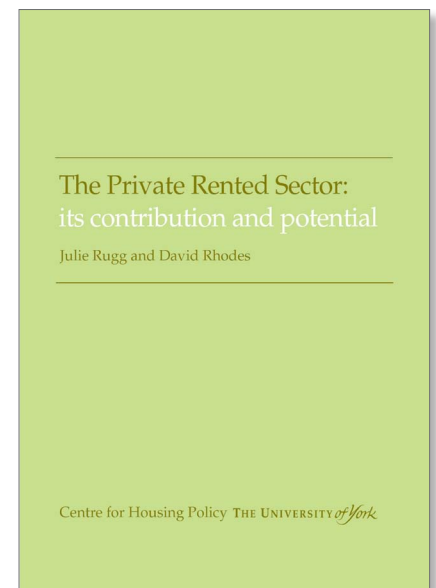 The Private Rented Sector:
its contribution and potential
Julie Rugg and David Rhodes
Centre for Housing Policy THE UNIVERSITY of York